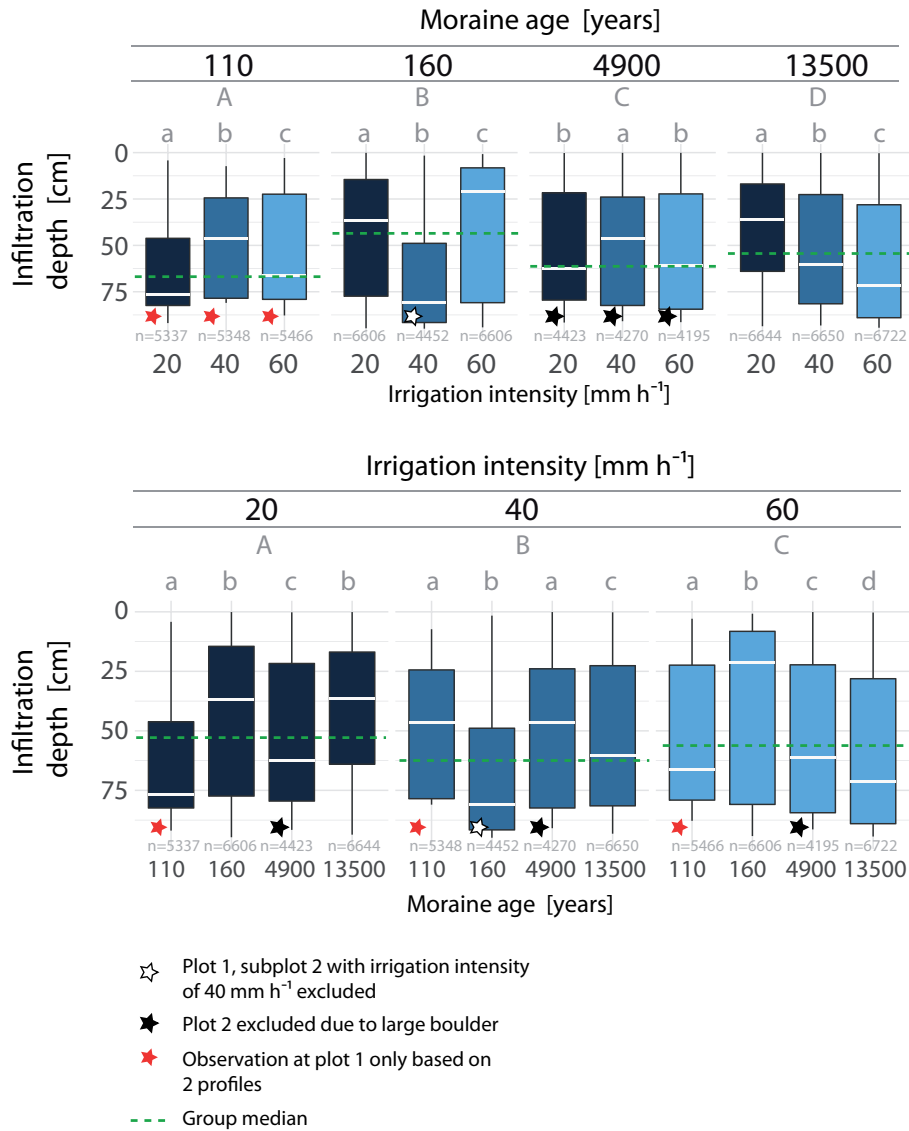 Moraine age [years]
110 160 4900 13500
A B C D
a b c a b c b a b a b c
Infiltration
depth [cm]
0
25
50
75
n=5337 n=5348 n=5466 n=6606 n=4452 n=6606 n=4423 n=4270 n=4195 n=6644 n=6650 n=6722
20 40 60 20 40 60 20 40 60 20 40 60
Irrigation intensity [mm h⁻¹]
Irrigation intensity [mm h⁻¹]
20 40 60
A B C
a b c b a b a c a b c d
Infiltration
depth [cm]
0
25
50
75
n=5337 n=6606 n=4423 n=6644 n=5348 n=4452 n=4270 n=6650 n=5466 n=6606 n=4195 n=6722
110 160 4900 13500 110 160 4900 13500 110 160 4900 13500
Moraine age [years]
Plot 1, subplot 2 with irrigation intensity
of 40 mm h⁻¹ excluded
Plot 2 excluded due to large boulder
Observation at plot 1 only based on
2 profiles
Group median